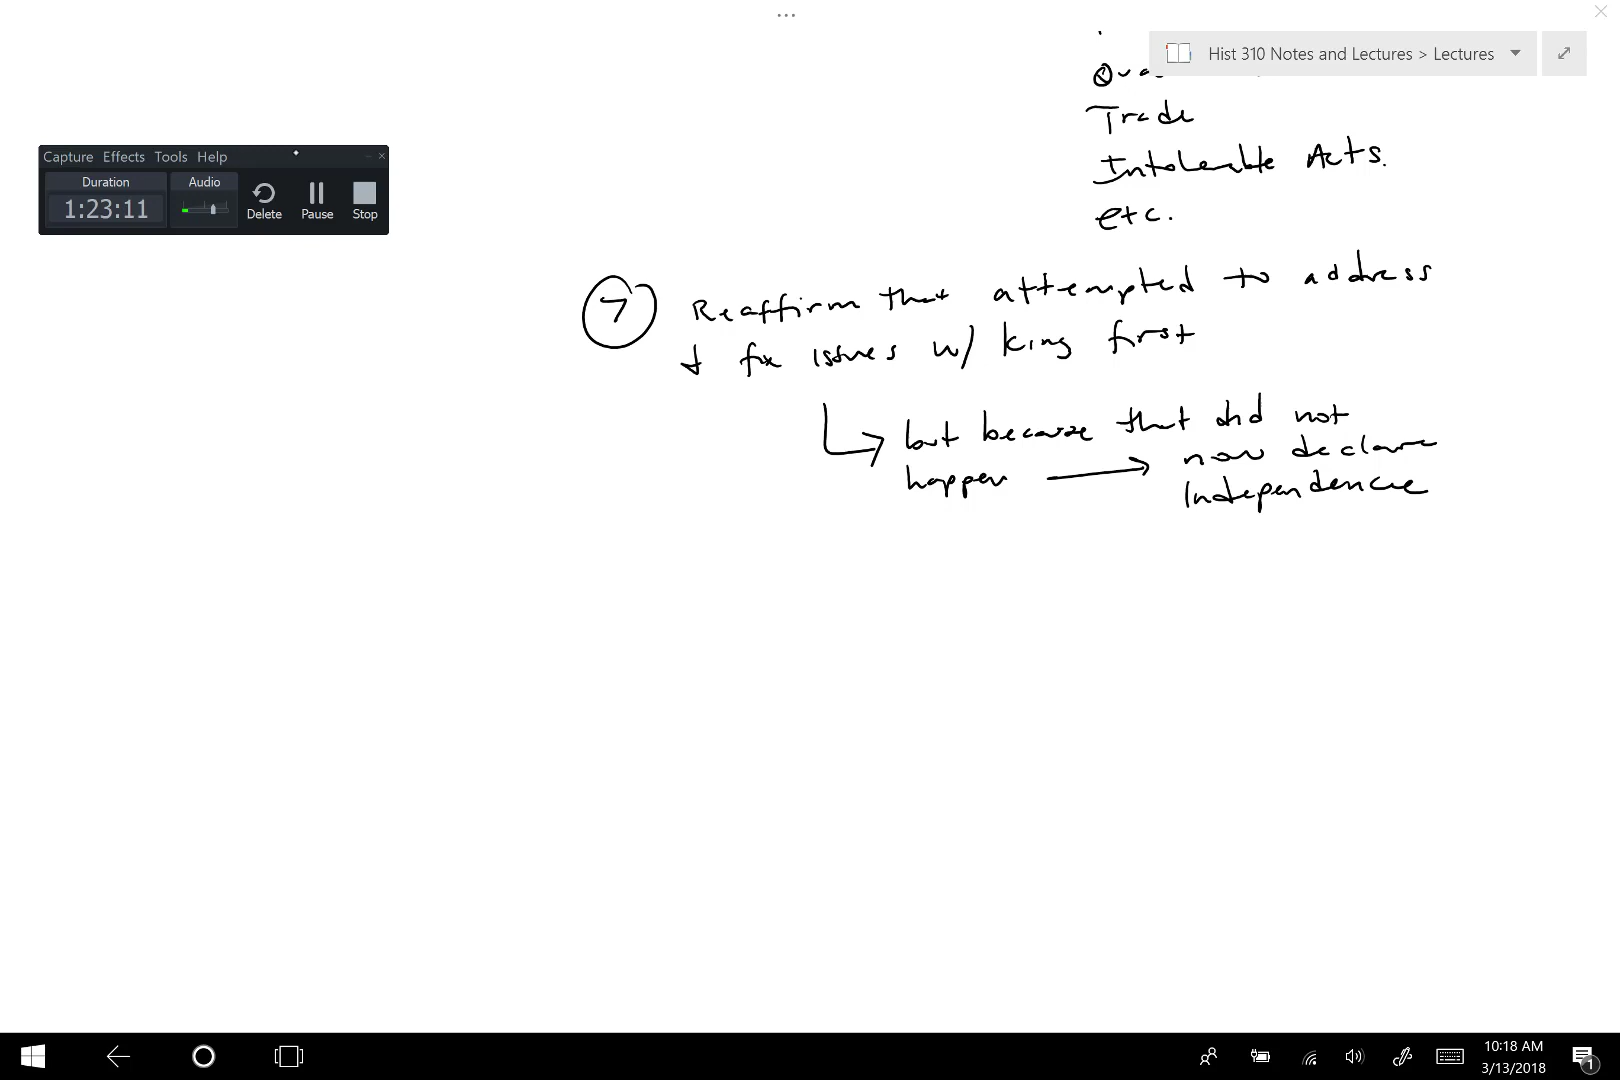 ...
Hist 310 Notes and Lectures > Lectures
Trade
Intolerable Acts.
etc.
Capture Effects Tools Help
Duration Audio
1:23:11
Delete Pause Stop
7 Reaffirm that attempted to address
& fix issues w/ king first
but because that did not
happen → now declare
Independence
10:18 AM
3/13/2018
1